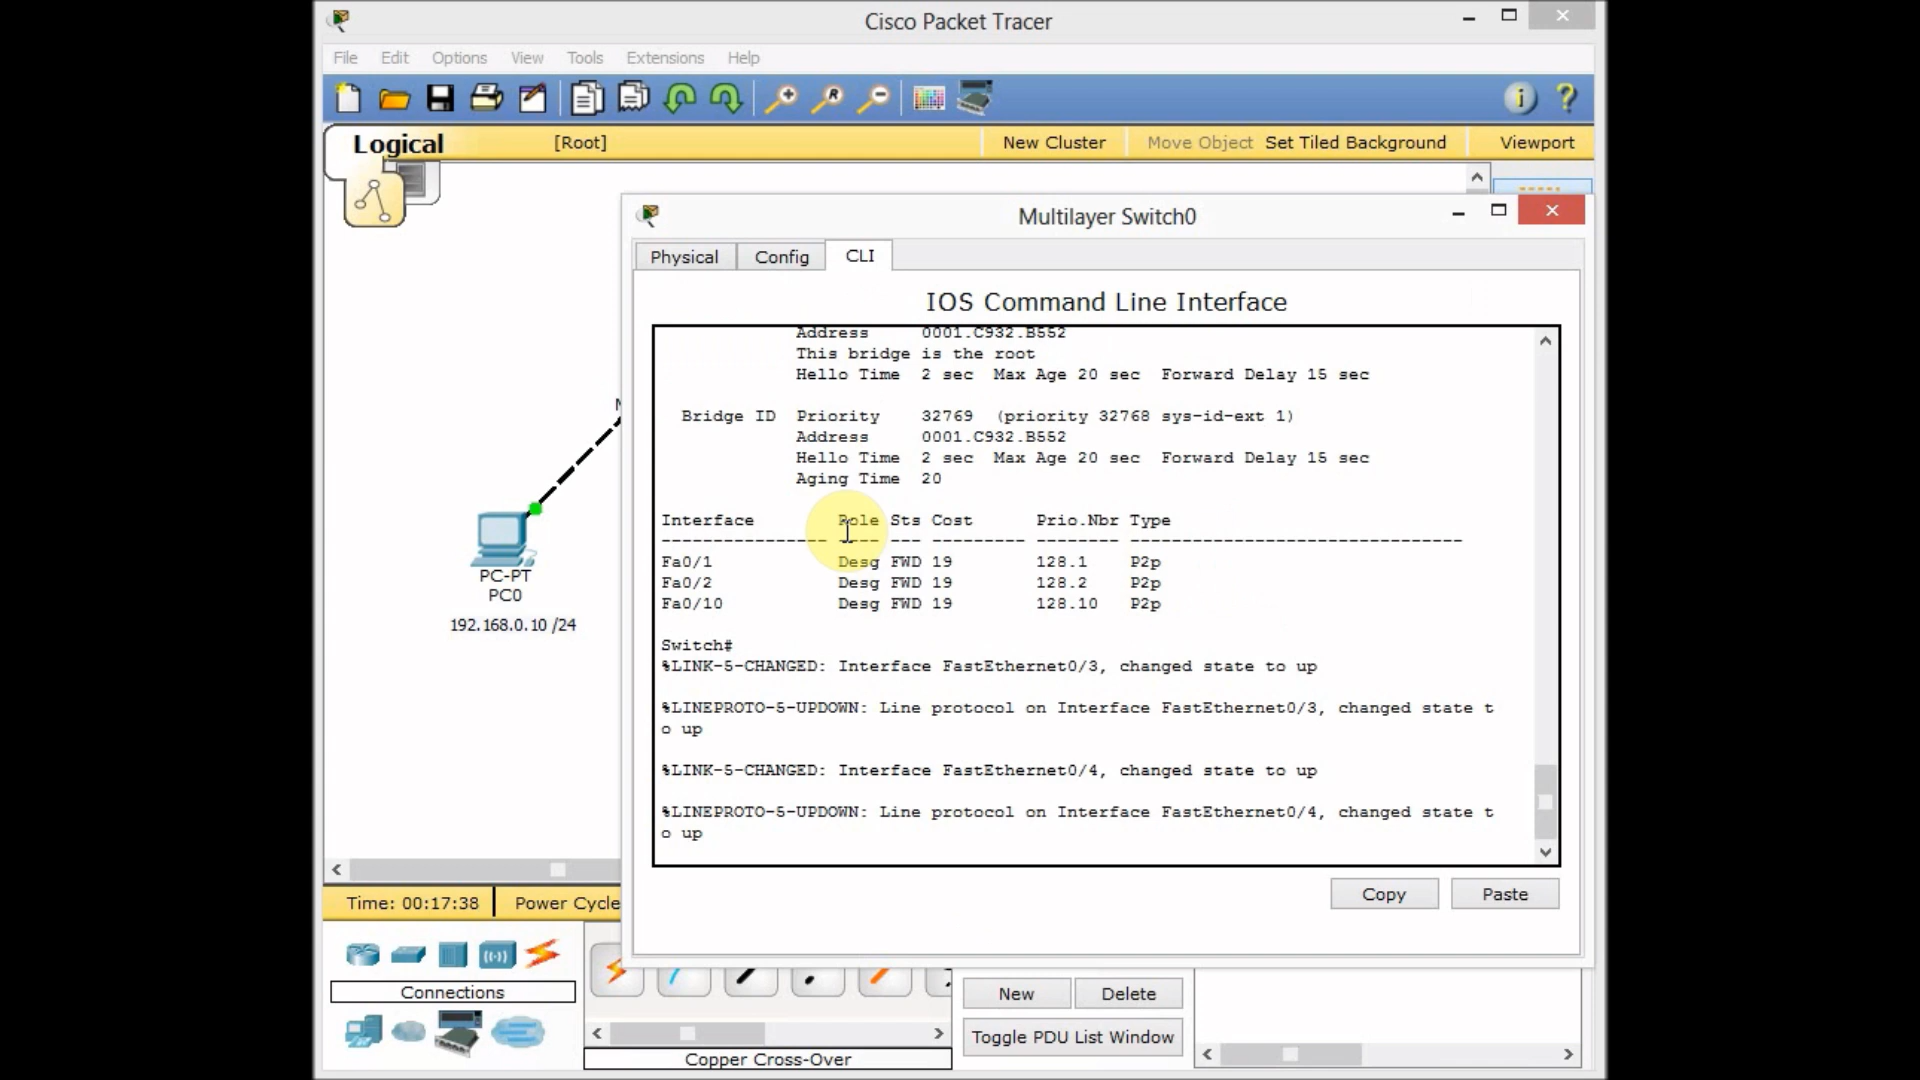 Cisco Packet Tracer
File Edit Options View Tools Extensions Help
Logical [Root] New Cluster Move Object Set Tiled Background Viewport
Multilayer Switch0
Physical Config CLI
IOS Command Line Interface
Address 0001.C932.B552
This bridge is the root
Hello Time 2 sec Max Age 20 sec Forward Delay 15 sec
Bridge ID Priority 32769 (priority 32768 sys-id-ext 1)
Address 0001.C932.B552
Hello Time 2 sec Max Age 20 sec Forward Delay 15 sec
Aging Time 20
Interface Role Sts Cost Prio.Nbr Type
---------------- ---- --- --------- -------- --------------------------------
Fa0/1 Desg FWD 19 128.1 P2p
Fa0/2 Desg FWD 19 128.2 P2p
Fa0/10 Desg FWD 19 128.10 P2p
Switch#
%LINK-5-CHANGED: Interface FastEthernet0/3, changed state to up
%LINEPROTO-5-UPDOWN: Line protocol on Interface FastEthernet0/3, changed state t
o up
%LINK-5-CHANGED: Interface FastEthernet0/4, changed state to up
%LINEPROTO-5-UPDOWN: Line protocol on Interface FastEthernet0/4, changed state t
o up
Copy Paste
PC-PT
PC0
192.168.0.10 /24
Time: 00:17:38 Power Cycle
Connections
New Delete
Toggle PDU List Window
Copper Cross-Over